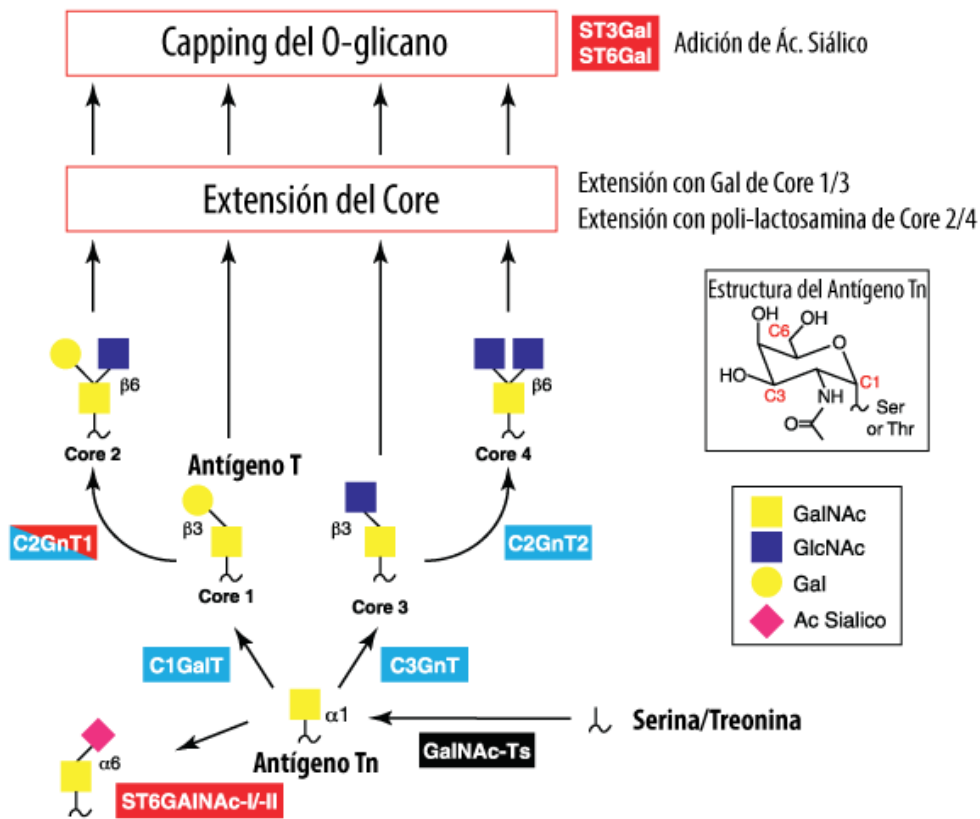 Capping del O-glicano
ST3Gal
ST6Gal
Adición de Ác. Siálico
Extensión del Core
Extensión con Gal de Core 1/3
Extensión con poli-lactosamina de Core 2/4
Estructura del Antígeno Tn
OH
C6
OH
O
HO
C3
NH
C1
O
Ser
or Thr
β6
Core 2
β6
Core 4
Antígeno T
β3
Core 1
β3
Core 3
C2GnT1
C2GnT2
GalNAc
GlcNAc
Gal
Ac Sialico
C1GalT
C3GnT
α1
Antígeno Tn
Serina/Treonina
GalNAc-Ts
α6
ST6GAlNAc-I/-II